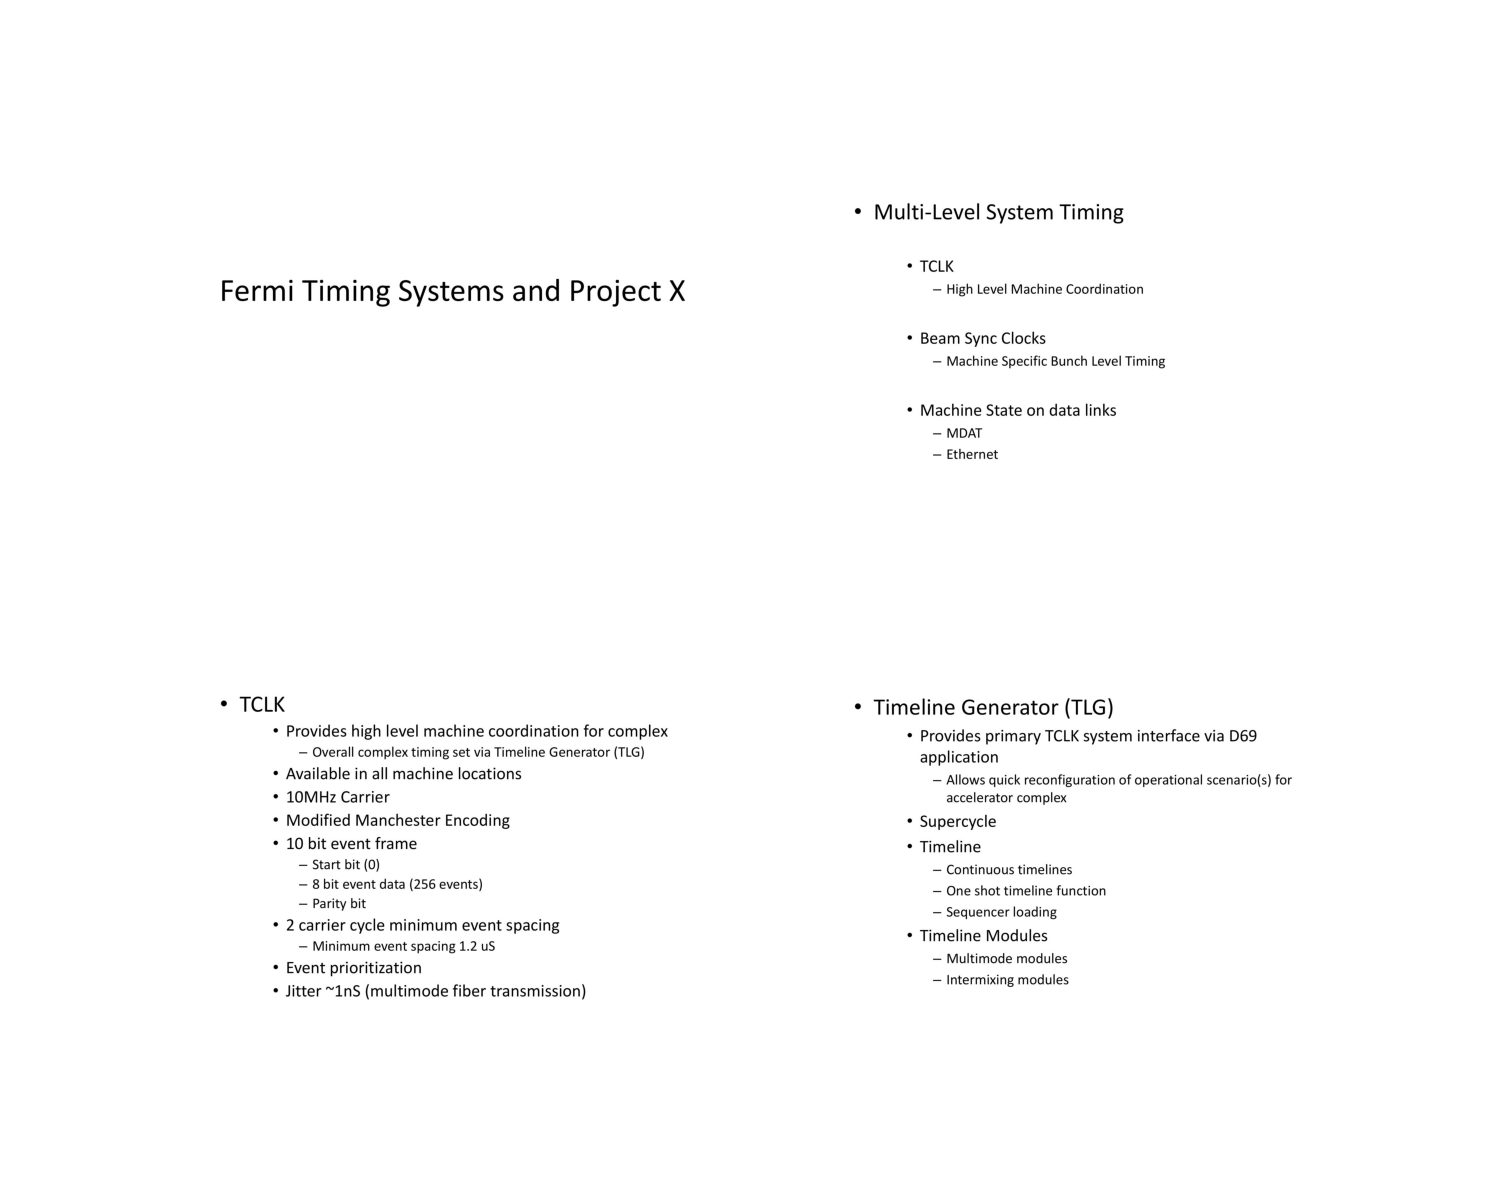 Fermi Timing Systems and Project X
• Multi-Level System Timing
• TCLK
– High Level Machine Coordination
• Beam Sync Clocks
– Machine Specific Bunch Level Timing
• Machine State on data links
– MDAT
– Ethernet
• TCLK
• Provides high level machine coordination for complex
– Overall complex timing set via Timeline Generator (TLG)
• Available in all machine locations
• 10MHz Carrier
• Modified Manchester Encoding
• 10 bit event frame
– Start bit (0)
– 8 bit event data (256 events)
– Parity bit
• 2 carrier cycle minimum event spacing
– Minimum event spacing 1.2 uS
• Event prioritization
• Jitter ~1nS (multimode fiber transmission)
• Timeline Generator (TLG)
• Provides primary TCLK system interface via D69
application
– Allows quick reconfiguration of operational scenario(s) for
accelerator complex
• Supercycle
• Timeline
– Continuous timelines
– One shot timeline function
– Sequencer loading
• Timeline Modules
– Multimode modules
– Intermixing modules